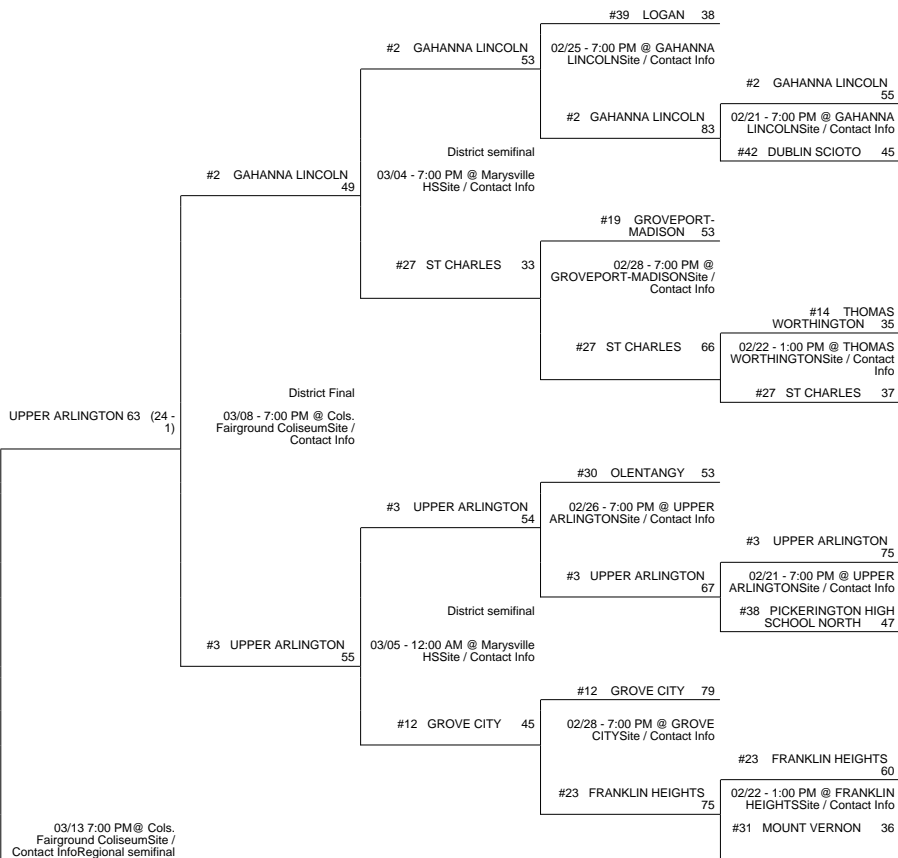 #39 LOGAN 38
#2 GAHANNA LINCOLN
53
02/25 - 7:00 PM @ GAHANNA
LINCOLNSite / Contact Info
#2 GAHANNA LINCOLN
55
#2 GAHANNA LINCOLN
83
02/21 - 7:00 PM @ GAHANNA
LINCOLNSite / Contact Info
#42 DUBLIN SCIOTO 45
District semifinal
#2 GAHANNA LINCOLN
49
03/04 - 7:00 PM @ Marysville
HSSite / Contact Info
#19 GROVEPORT-
MADISON 53
#27 ST CHARLES 33
02/28 - 7:00 PM @
GROVEPORT-MADISONSite /
Contact Info
#14 THOMAS
WORTHINGTON 35
#27 ST CHARLES 66
02/22 - 1:00 PM @ THOMAS
WORTHINGTONSite / Contact
Info
#27 ST CHARLES 37
District Final
UPPER ARLINGTON 63 (24 -
1)
03/08 - 7:00 PM @ Cols.
Fairground ColiseumSite /
Contact Info
#30 OLENTANGY 53
#3 UPPER ARLINGTON
54
02/26 - 7:00 PM @ UPPER
ARLINGTONSite / Contact Info
#3 UPPER ARLINGTON
75
#3 UPPER ARLINGTON
67
02/21 - 7:00 PM @ UPPER
ARLINGTONSite / Contact Info
#38 PICKERINGTON HIGH
SCHOOL NORTH 47
District semifinal
#3 UPPER ARLINGTON
55
03/05 - 12:00 AM @ Marysville
HSSite / Contact Info
#12 GROVE CITY 79
#12 GROVE CITY 45
02/28 - 7:00 PM @ GROVE
CITYSite / Contact Info
#23 FRANKLIN HEIGHTS
60
#23 FRANKLIN HEIGHTS
75
02/22 - 1:00 PM @ FRANKLIN
HEIGHTSSite / Contact Info
#31 MOUNT VERNON 36
03/13 7:00 PM@ Cols.
Fairground ColiseumSite /
Contact InfoRegional semifinal